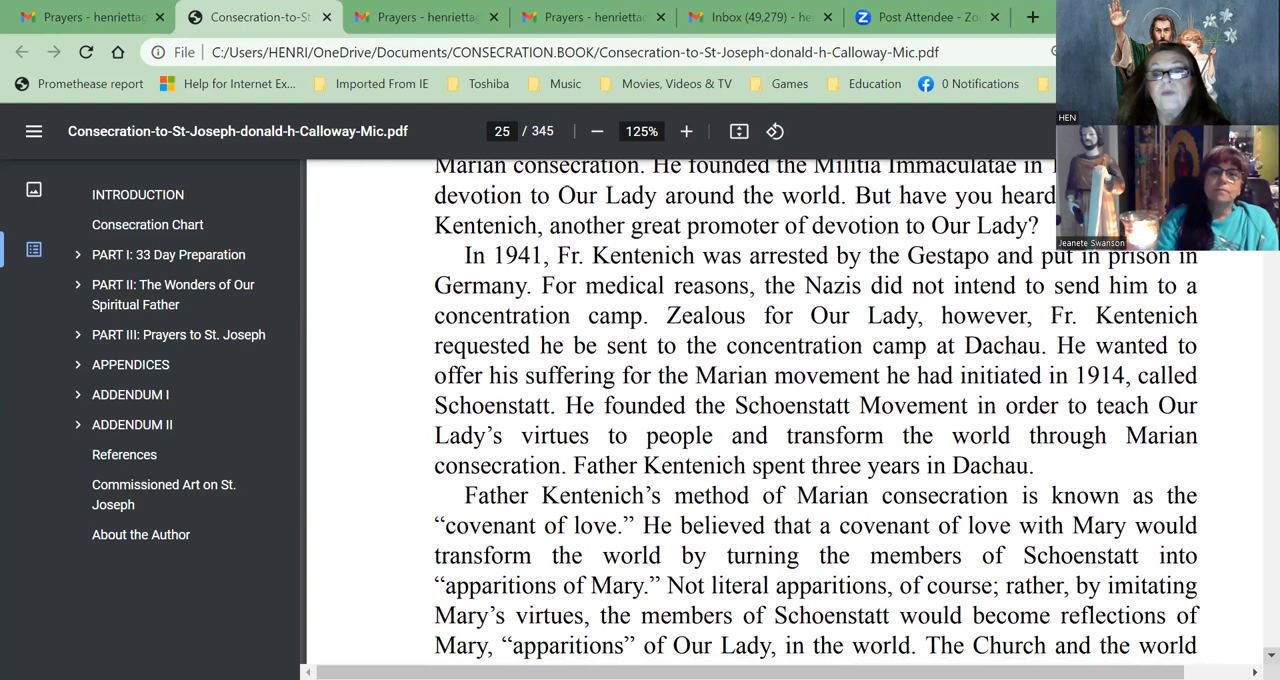 Prayers - henriettag
Consecration-to-St
Prayers - henriettag
Prayers - henriettag
Inbox (49,279) - he
Post Attendee - Zo
File
C:/Users/HENRI/OneDrive/Documents/CONSECRATION.BOOK/Consecration-to-St-Joseph-donald-h-Calloway-Mic.pdf
Promethease report
Help for Internet Ex...
Imported From IE
Toshiba
Music
Movies, Videos & TV
Games
Education
0 Notifications
HEN
Jeanete Swanson
Consecration-to-St-Joseph-donald-h-Calloway-Mic.pdf
25 / 345
125%
INTRODUCTION
Consecration Chart
PART I: 33 Day Preparation
PART II: The Wonders of Our
Spiritual Father
PART III: Prayers to St. Joseph
APPENDICES
ADDENDUM I
ADDENDUM II
References
Commissioned Art on St.
Joseph
About the Author
Marian consecration. He founded the Militia Immaculatae in
devotion to Our Lady around the world. But have you heard
Kentenich, another great promoter of devotion to Our Lady?
In 1941, Fr. Kentenich was arrested by the Gestapo and put in prison in
Germany. For medical reasons, the Nazis did not intend to send him to a
concentration camp. Zealous for Our Lady, however, Fr. Kentenich
requested he be sent to the concentration camp at Dachau. He wanted to
offer his suffering for the Marian movement he had initiated in 1914, called
Schoenstatt. He founded the Schoenstatt Movement in order to teach Our
Lady’s virtues to people and transform the world through Marian
consecration. Father Kentenich spent three years in Dachau.
Father Kentenich’s method of Marian consecration is known as the
“covenant of love.” He believed that a covenant of love with Mary would
transform the world by turning the members of Schoenstatt into
“apparitions of Mary.” Not literal apparitions, of course; rather, by imitating
Mary’s virtues, the members of Schoenstatt would become reflections of
Mary, “apparitions” of Our Lady, in the world. The Church and the world